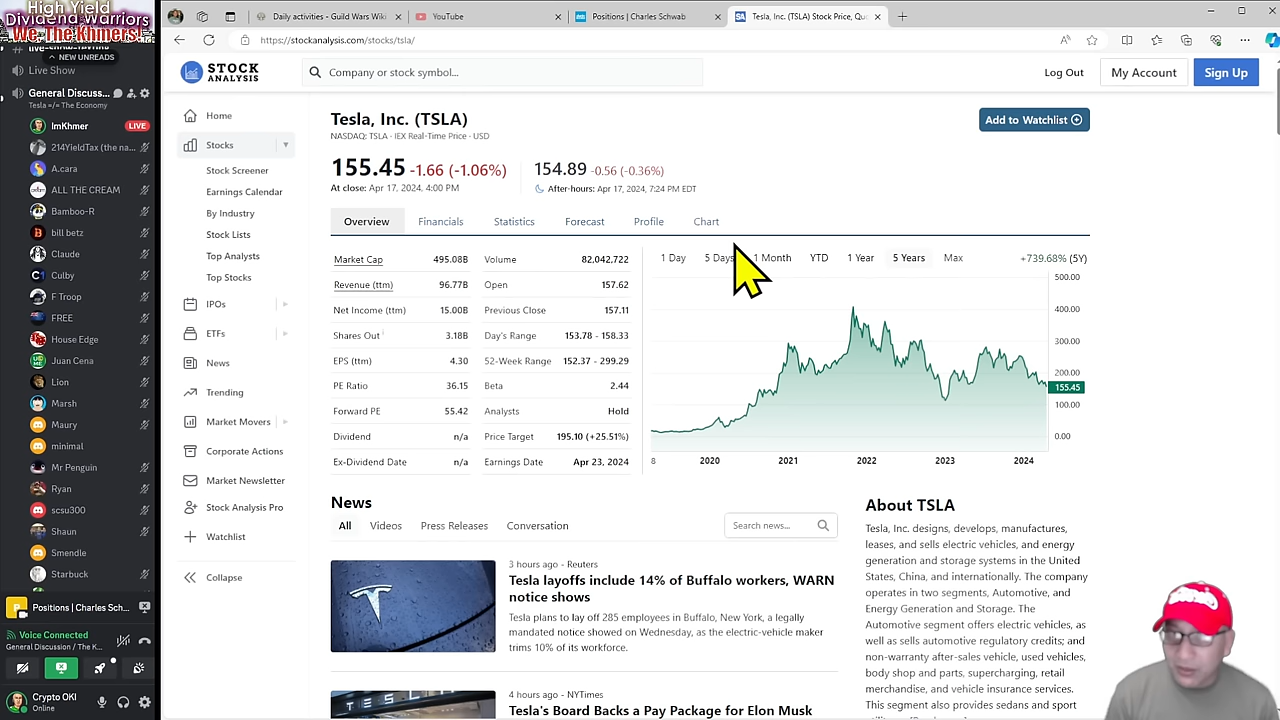 High Yield
Dividend Warriors
We The Khmers!
NEW UNREADS
Live Show
General Discuss...
Tesla =/= The Economy
ImKhmer LIVE
214YieldTax (the na...
A.cara
ALL THE CREAM
Bamboo-R
bill betz
Claude
Culby
F Troop
FREE
House Edge
Juan Cena
Lion
Marsh
Maury
minimal
Mr Penguin
Ryan
scsu300
Shaun
Smendle
Starbuck
Positions | Charles Sch...
Voice Connected
General Discussion / The K...
Crypto OKI
Online
Daily activities - Guild Wars Wiki
YouTube
Positions | Charles Schwab
Tesla, Inc. (TSLA) Stock Price, Qu
https://stockanalysis.com/stocks/tsla/
STOCK
ANALYSIS
Company or stock symbol...
Log Out
My Account
Sign Up
Home
Stocks
Stock Screener
Earnings Calendar
By Industry
Stock Lists
Top Analysts
Top Stocks
IPOs
ETFs
News
Trending
Market Movers
Corporate Actions
Market Newsletter
Stock Analysis Pro
Watchlist
Collapse
Tesla, Inc. (TSLA)
NASDAQ: TSLA · IEX Real-Time Price · USD
Add to Watchlist
155.45 -1.66 (-1.06%)
At close: Apr 17, 2024, 4:00 PM
154.89 -0.56 (-0.36%)
After-hours: Apr 17, 2024, 7:24 PM EDT
Overview Financials Statistics Forecast Profile Chart
Market Cap 495.08B Volume 82,042,722
Revenue (ttm) 96.77B Open 157.62
Net Income (ttm) 15.00B Previous Close 157.11
Shares Out 3.18B Day's Range 153.78 - 158.33
EPS (ttm) 4.30 52-Week Range 152.37 - 299.29
PE Ratio 36.15 Beta 2.44
Forward PE 55.42 Analysts Hold
Dividend n/a Price Target 195.10 (+25.51%)
Ex-Dividend Date n/a Earnings Date Apr 23, 2024
1 Day 5 Days 1 Month YTD 1 Year 5 Years Max +739.68% (5Y)
500.00
400.00
300.00
200.00
155.45
100.00
0.00
8 2020 2021 2022 2023 2024
News
All Videos Press Releases Conversation
Search news...
3 hours ago - Reuters
Tesla layoffs include 14% of Buffalo workers, WARN
notice shows
Tesla plans to lay off 285 employees in Buffalo, New York, a legally
mandated notice showed on Wednesday, as the electric-vehicle maker
trims 10% of its workforce.
4 hours ago - NYTimes
Tesla's Board Backs a Pay Package for Elon Musk
About TSLA
Tesla, Inc. designs, develops, manufactures,
leases, and sells electric vehicles, and energy
generation and storage systems in the United
States, China, and internationally. The company
operates in two segments, Automotive, and
Energy Generation and Storage. The
Automotive segment offers electric vehicles, as
well as sells automotive regulatory credits; and
non-warranty after-sales vehicle, used vehicles,
body shop and parts, supercharging, retail
merchandise, and vehicle insurance services.
This segment also provides sedans and sport